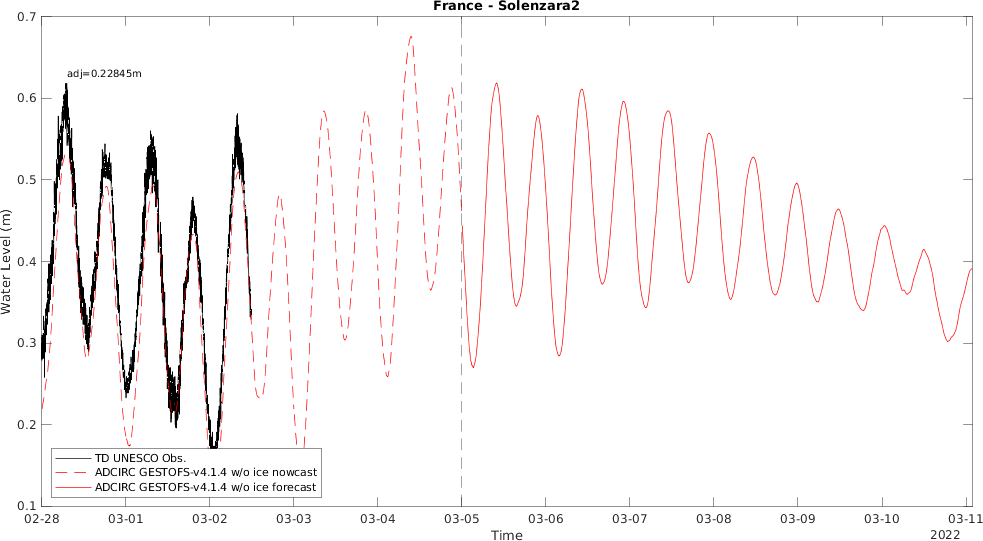 France - Solenzara2
0.7
0.6
0.5
0.4
0.3
0.2
0.1
Water Level (m)
adj=0.22845m
TD UNESCO Obs.
ADCIRC GESTOFS-v4.1.4 w/o ice nowcast
ADCIRC GESTOFS-v4.1.4 w/o ice forecast
02-28 03-01 03-02 03-03 03-04 03-05 03-06 03-07 03-08 03-09 03-10 03-11
Time
2022